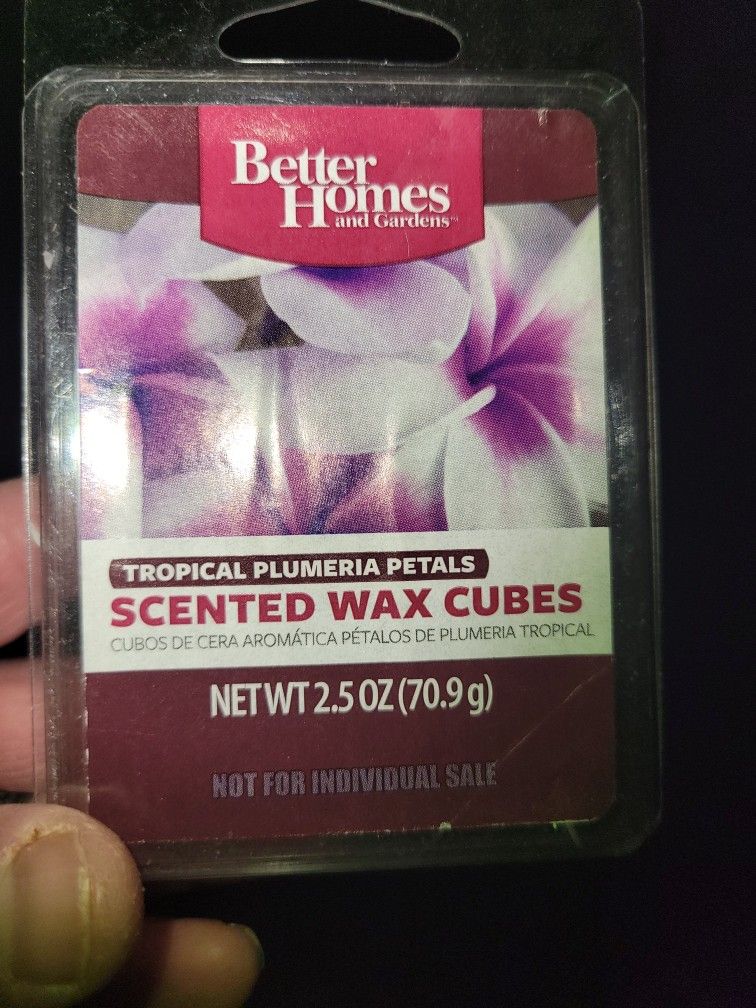 Better
Homes
and Gardens™
TROPICAL PLUMERIA PETALS
SCENTED WAX CUBES
CUBOS DE CERA AROMÁTICA PÉTALOS DE PLUMERIA TROPICAL
NET WT 2.5 OZ (70.9 g)
NOT FOR INDIVIDUAL SALE